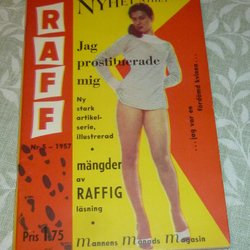 NYHET
RAFF
Jag
prostituerade
mig
Ny
stark
artikel-
serie,
illustrerad
mängder
av
RAFFIG
läsning
...jag var en
fördömd kvinna...
Nr 5 - 1957
Pris 1.75
Mannens Månads Magasin